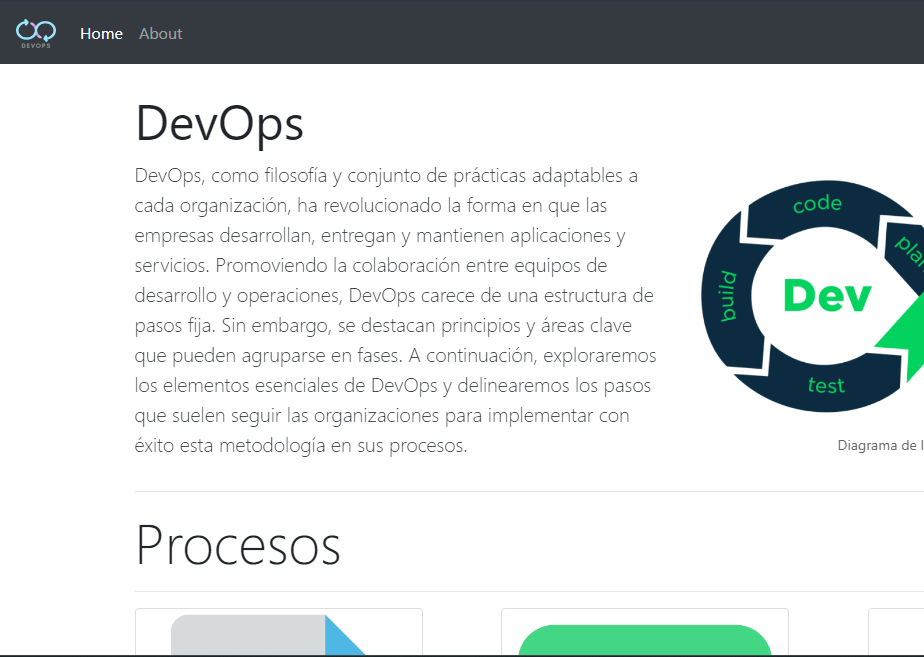 DEVOPS
Home
About
DevOps
DevOps, como filosofía y conjunto de prácticas adaptables a
cada organización, ha revolucionado la forma en que las
empresas desarrollan, entregan y mantienen aplicaciones y
servicios. Promoviendo la colaboración entre equipos de
desarrollo y operaciones, DevOps carece de una estructura de
pasos fija. Sin embargo, se destacan principios y áreas clave
que pueden agruparse en fases. A continuación, exploraremos
los elementos esenciales de DevOps y delinearemos los pasos
que suelen seguir las organizaciones para implementar con
éxito esta metodología en sus procesos.
code
build
Dev
test
Diagrama de
Procesos